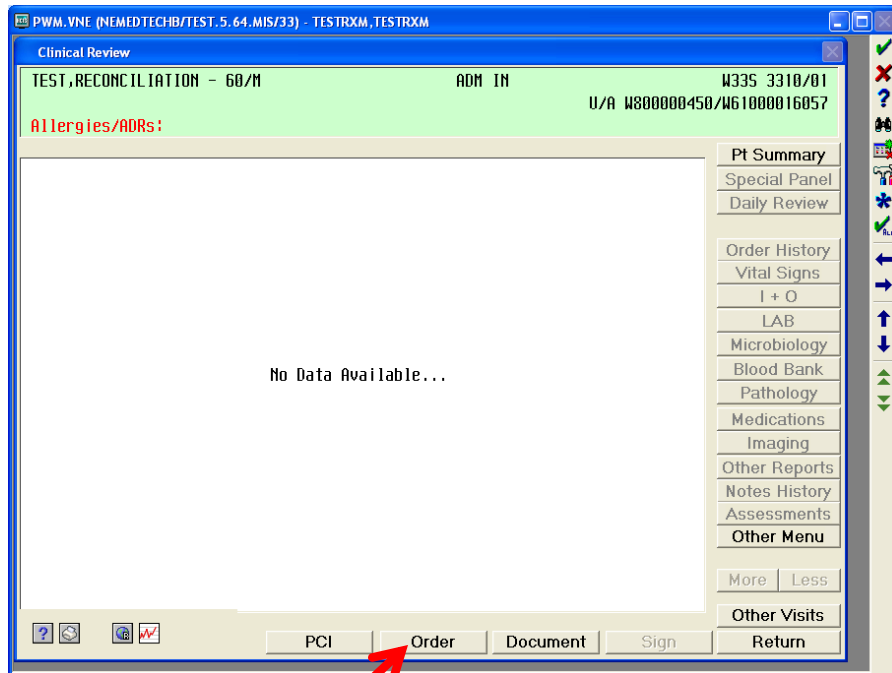 PWM.VNE (NEMEDTECHB/TEST.5.64.MIS/33) - TESTRXM,TESTRXM
Clinical Review
TEST,RECONCILIATION - 60/M ADM IN W335 3310/01
U/A W800000450/W61000016057
Allergies/ADRs:
Pt Summary
Special Panel
Daily Review
Order History
Vital Signs
I + O
LAB
Microbiology
No Data Available...
Blood Bank
Pathology
Medications
Imaging
Other Reports
Notes History
Assessments
Other Menu
More Less
Other Visits
PCI Order Document Sign Return